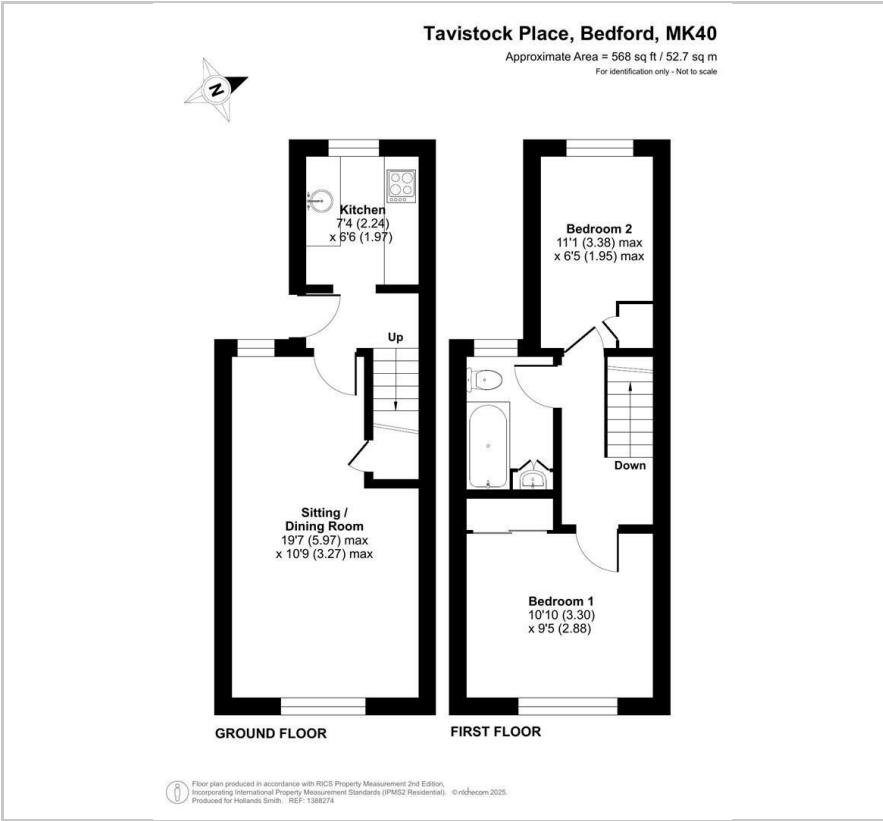 Tavistock Place, Bedford, MK40
Approximate Area = 568 sq ft / 52.7 sq m
For identification only - Not to scale
N
Kitchen
7'4 (2.24)
x 6'6 (1.97)
Up
Sitting /
Dining Room
19'7 (5.97) max
x 10'9 (3.27) max
GROUND FLOOR
Bedroom 2
11'1 (3.38) max
x 6'5 (1.95) max
Down
Bedroom 1
10'10 (3.30)
x 9'5 (2.88)
FIRST FLOOR
Floor plan produced in accordance with RICS Property Measurement 2nd Edition,
Incorporating International Property Measurement Standards (IPMS2 Residential). © nichecom 2025.
Produced for Hollands Smith. REF: 1388274